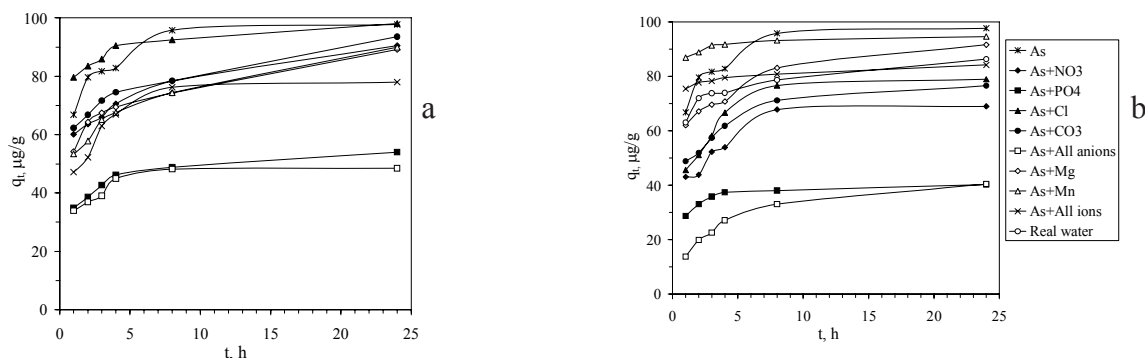 100
80
60
40
20
0
q_t, µg/g
0 5 10 15 20 25
t, h
a
100
80
60
40
20
0
q_t, µg/g
0 5 10 15 20 25
t, h
As
As+NO3
As+PO4
As+Cl
As+CO3
As+All anions
As+Mg
As+Mn
As+All ions
Real water
b